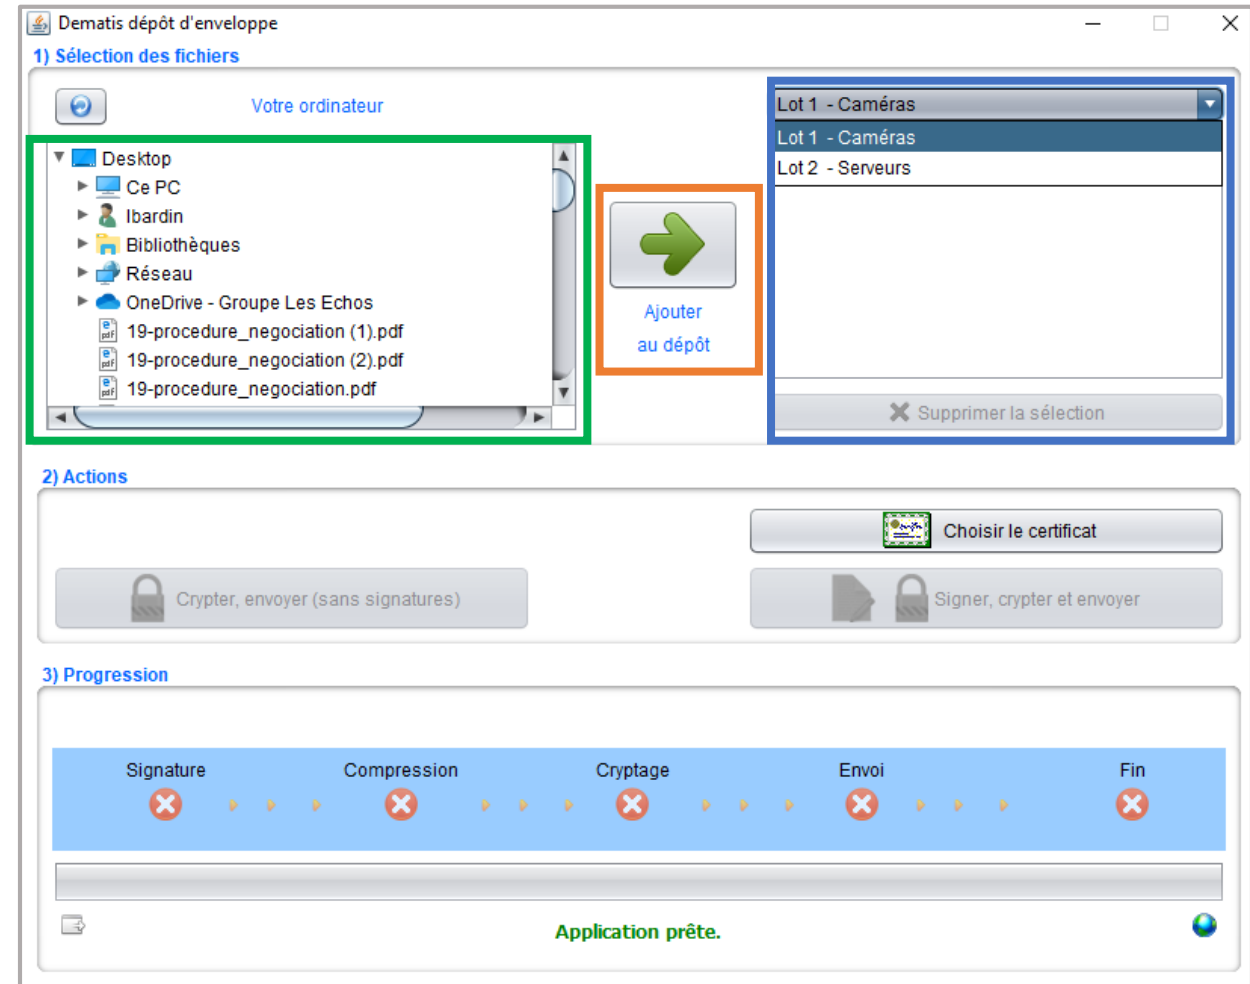 Dematis dépôt d'enveloppe
1) Sélection des fichiers
Votre ordinateur
Desktop
Ce PC
lbardin
Bibliothèques
Réseau
OneDrive - Groupe Les Echos
19-procedure_negociation (1).pdf
19-procedure_negociation (2).pdf
19-procedure_negociation.pdf
Ajouter
au dépôt
Lot 1 - Caméras
Lot 1 - Caméras
Lot 2 - Serveurs
Supprimer la sélection
2) Actions
Choisir le certificat
Crypter, envoyer (sans signatures)
Signer, crypter et envoyer
3) Progression
Signature Compression Cryptage Envoi Fin
Application prête.